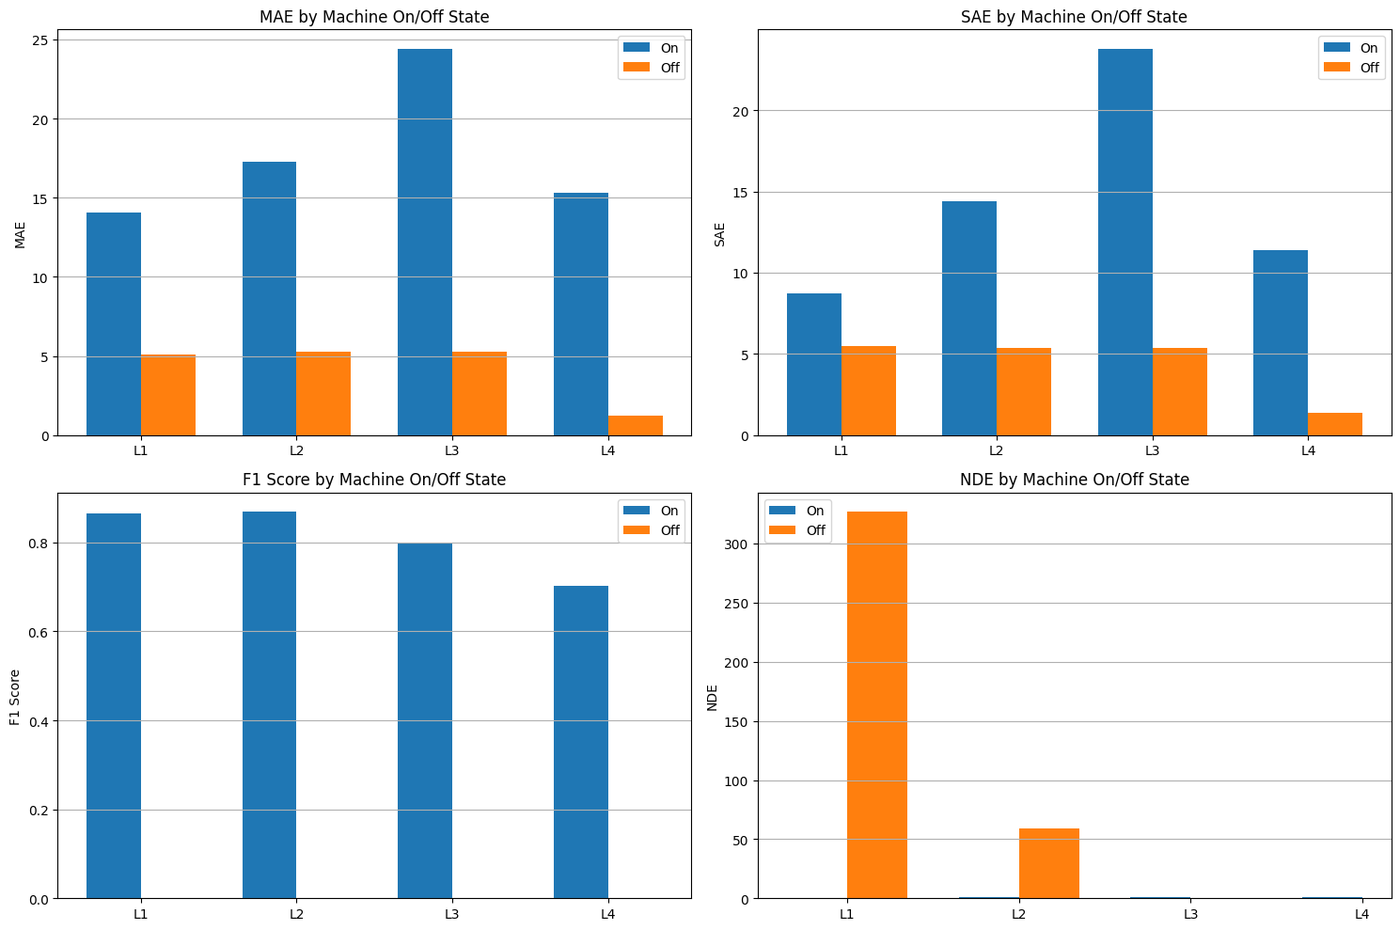 MAE by Machine On/Off State
On
Off
25
20
15
10
5
0
MAE
L1
L2
L3
L4
SAE by Machine On/Off State
On
Off
20
15
10
5
0
SAE
L1
L2
L3
L4
F1 Score by Machine On/Off State
On
Off
0.8
0.6
0.4
0.2
0.0
F1 Score
L1
L2
L3
L4
NDE by Machine On/Off State
On
Off
300
250
200
150
100
50
0
NDE
L1
L2
L3
L4